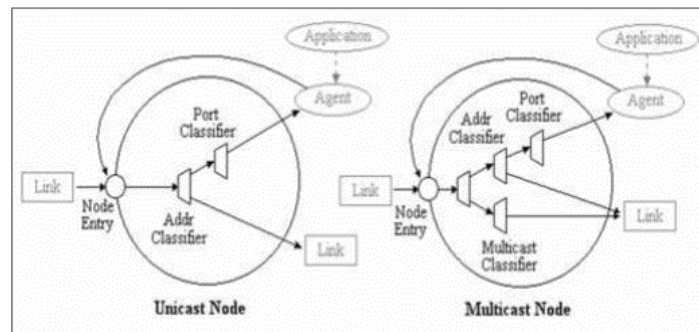 Application
Agent
Port
Classifier
Link
Node
Entry
Addr
Classifier
Link
Unicast Node
Application
Agent
Port
Classifier
Addr
Classifier
Link
Node
Entry
Link
Multicast
Classifier
Multicast Node